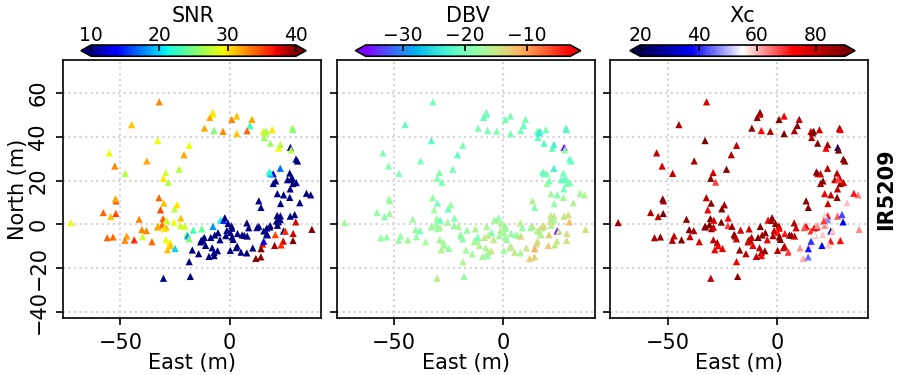 SNR
DBV
Xc
10 20 30 40
−30 −20 −10
20 40 60 80
North (m)
60
40
20
0
−20
−40
−50 0
−50 0
−50 0
East (m)
East (m)
East (m)
IR5209